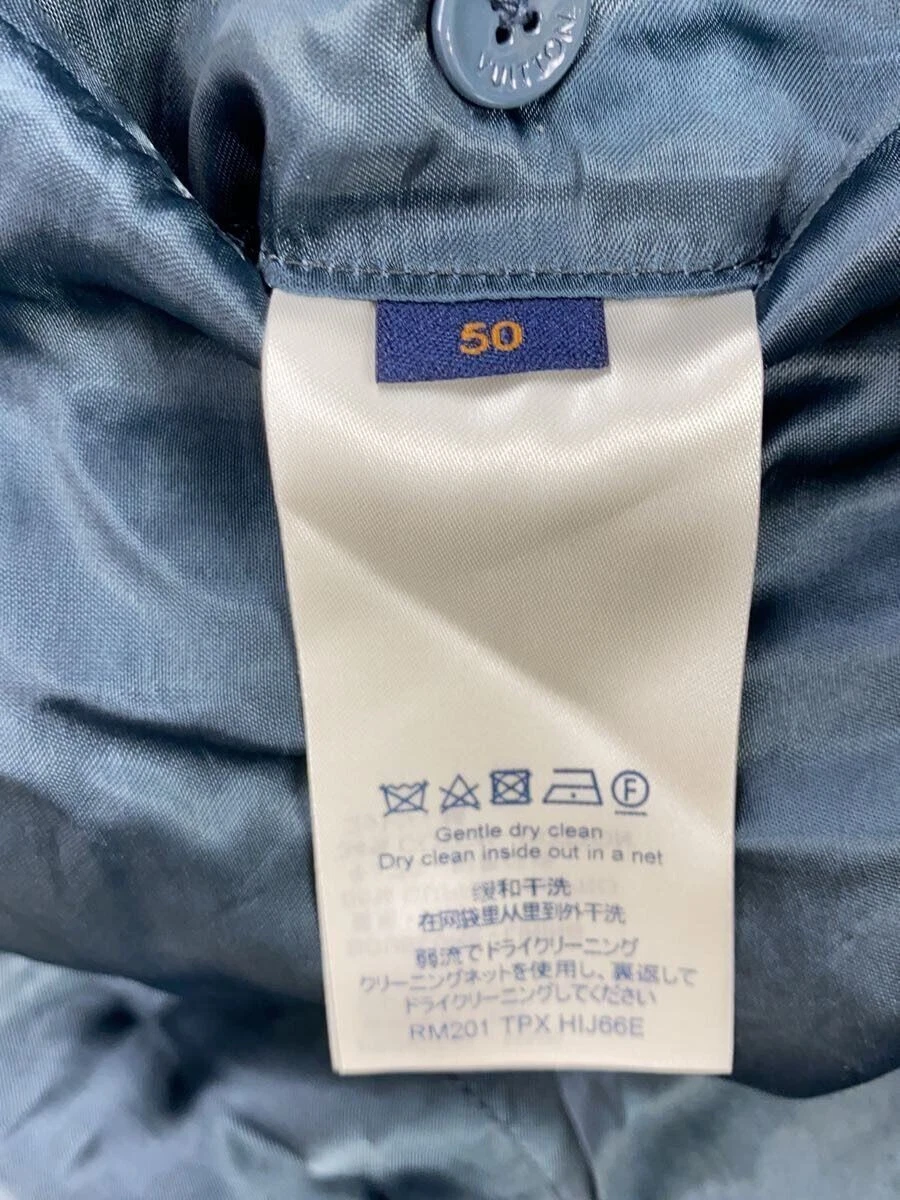 VUITTON
50
F
Gentle dry clean
Dry clean inside out in a net
缓和干洗
在网袋里从里到外干洗
弱流でドライクリーニング
クリーニングネットを使用し、裏返して
ドライクリーニングしてください
RM201 TPX HIJ66E